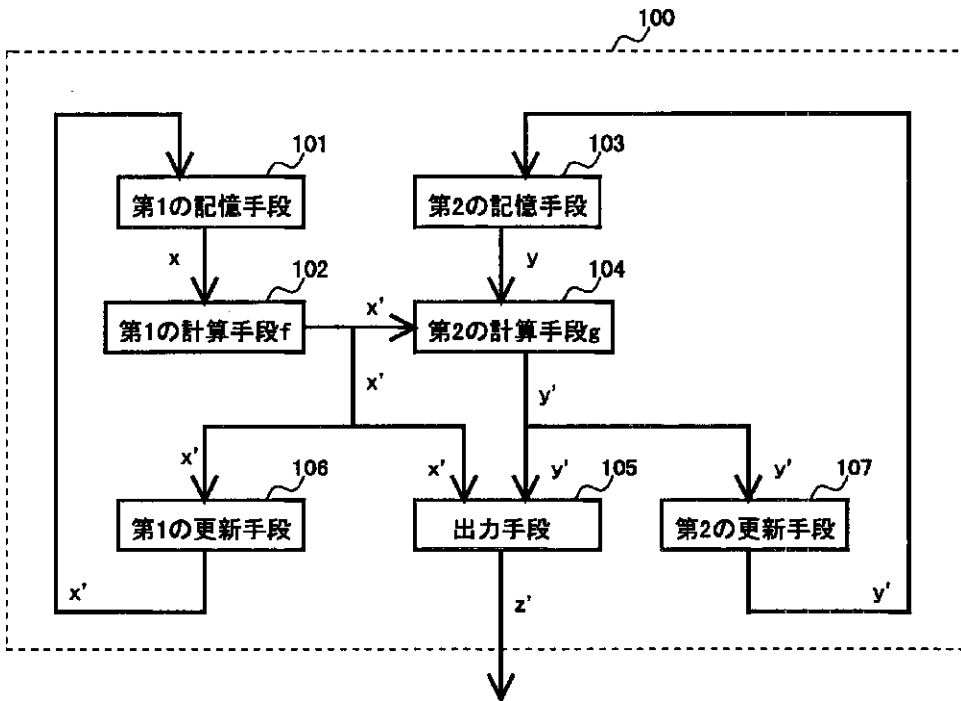 100
101
103
第1の記憶手段
第2の記憶手段
x
102
y
104
第1の計算手段f
x'
第2の計算手段g
x'
y'
x'
106
x'
y'
105
y'
107
第1の更新手段
出力手段
第2の更新手段
x'
z'
y'